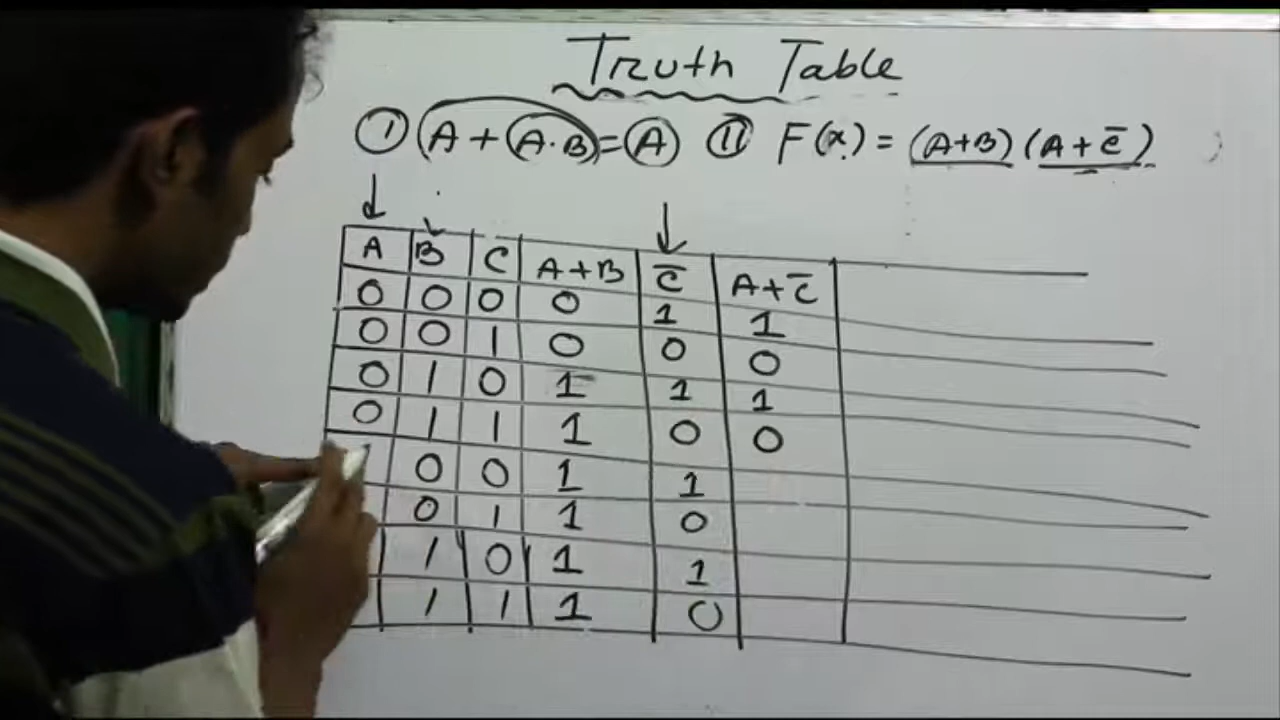 Truth Table
① (A + (A·B)) = A ⑪ F(x) = (A+B) (A+C̅)
A B C A+B C̅ A+C̅
0 0 0 0 1 1
0 0 1 0 0 0
0 1 0 1 1 1
0 1 1 1 0 0
0 0 1 1
0 1 1 0
1 0 1 1
1 1 1 0